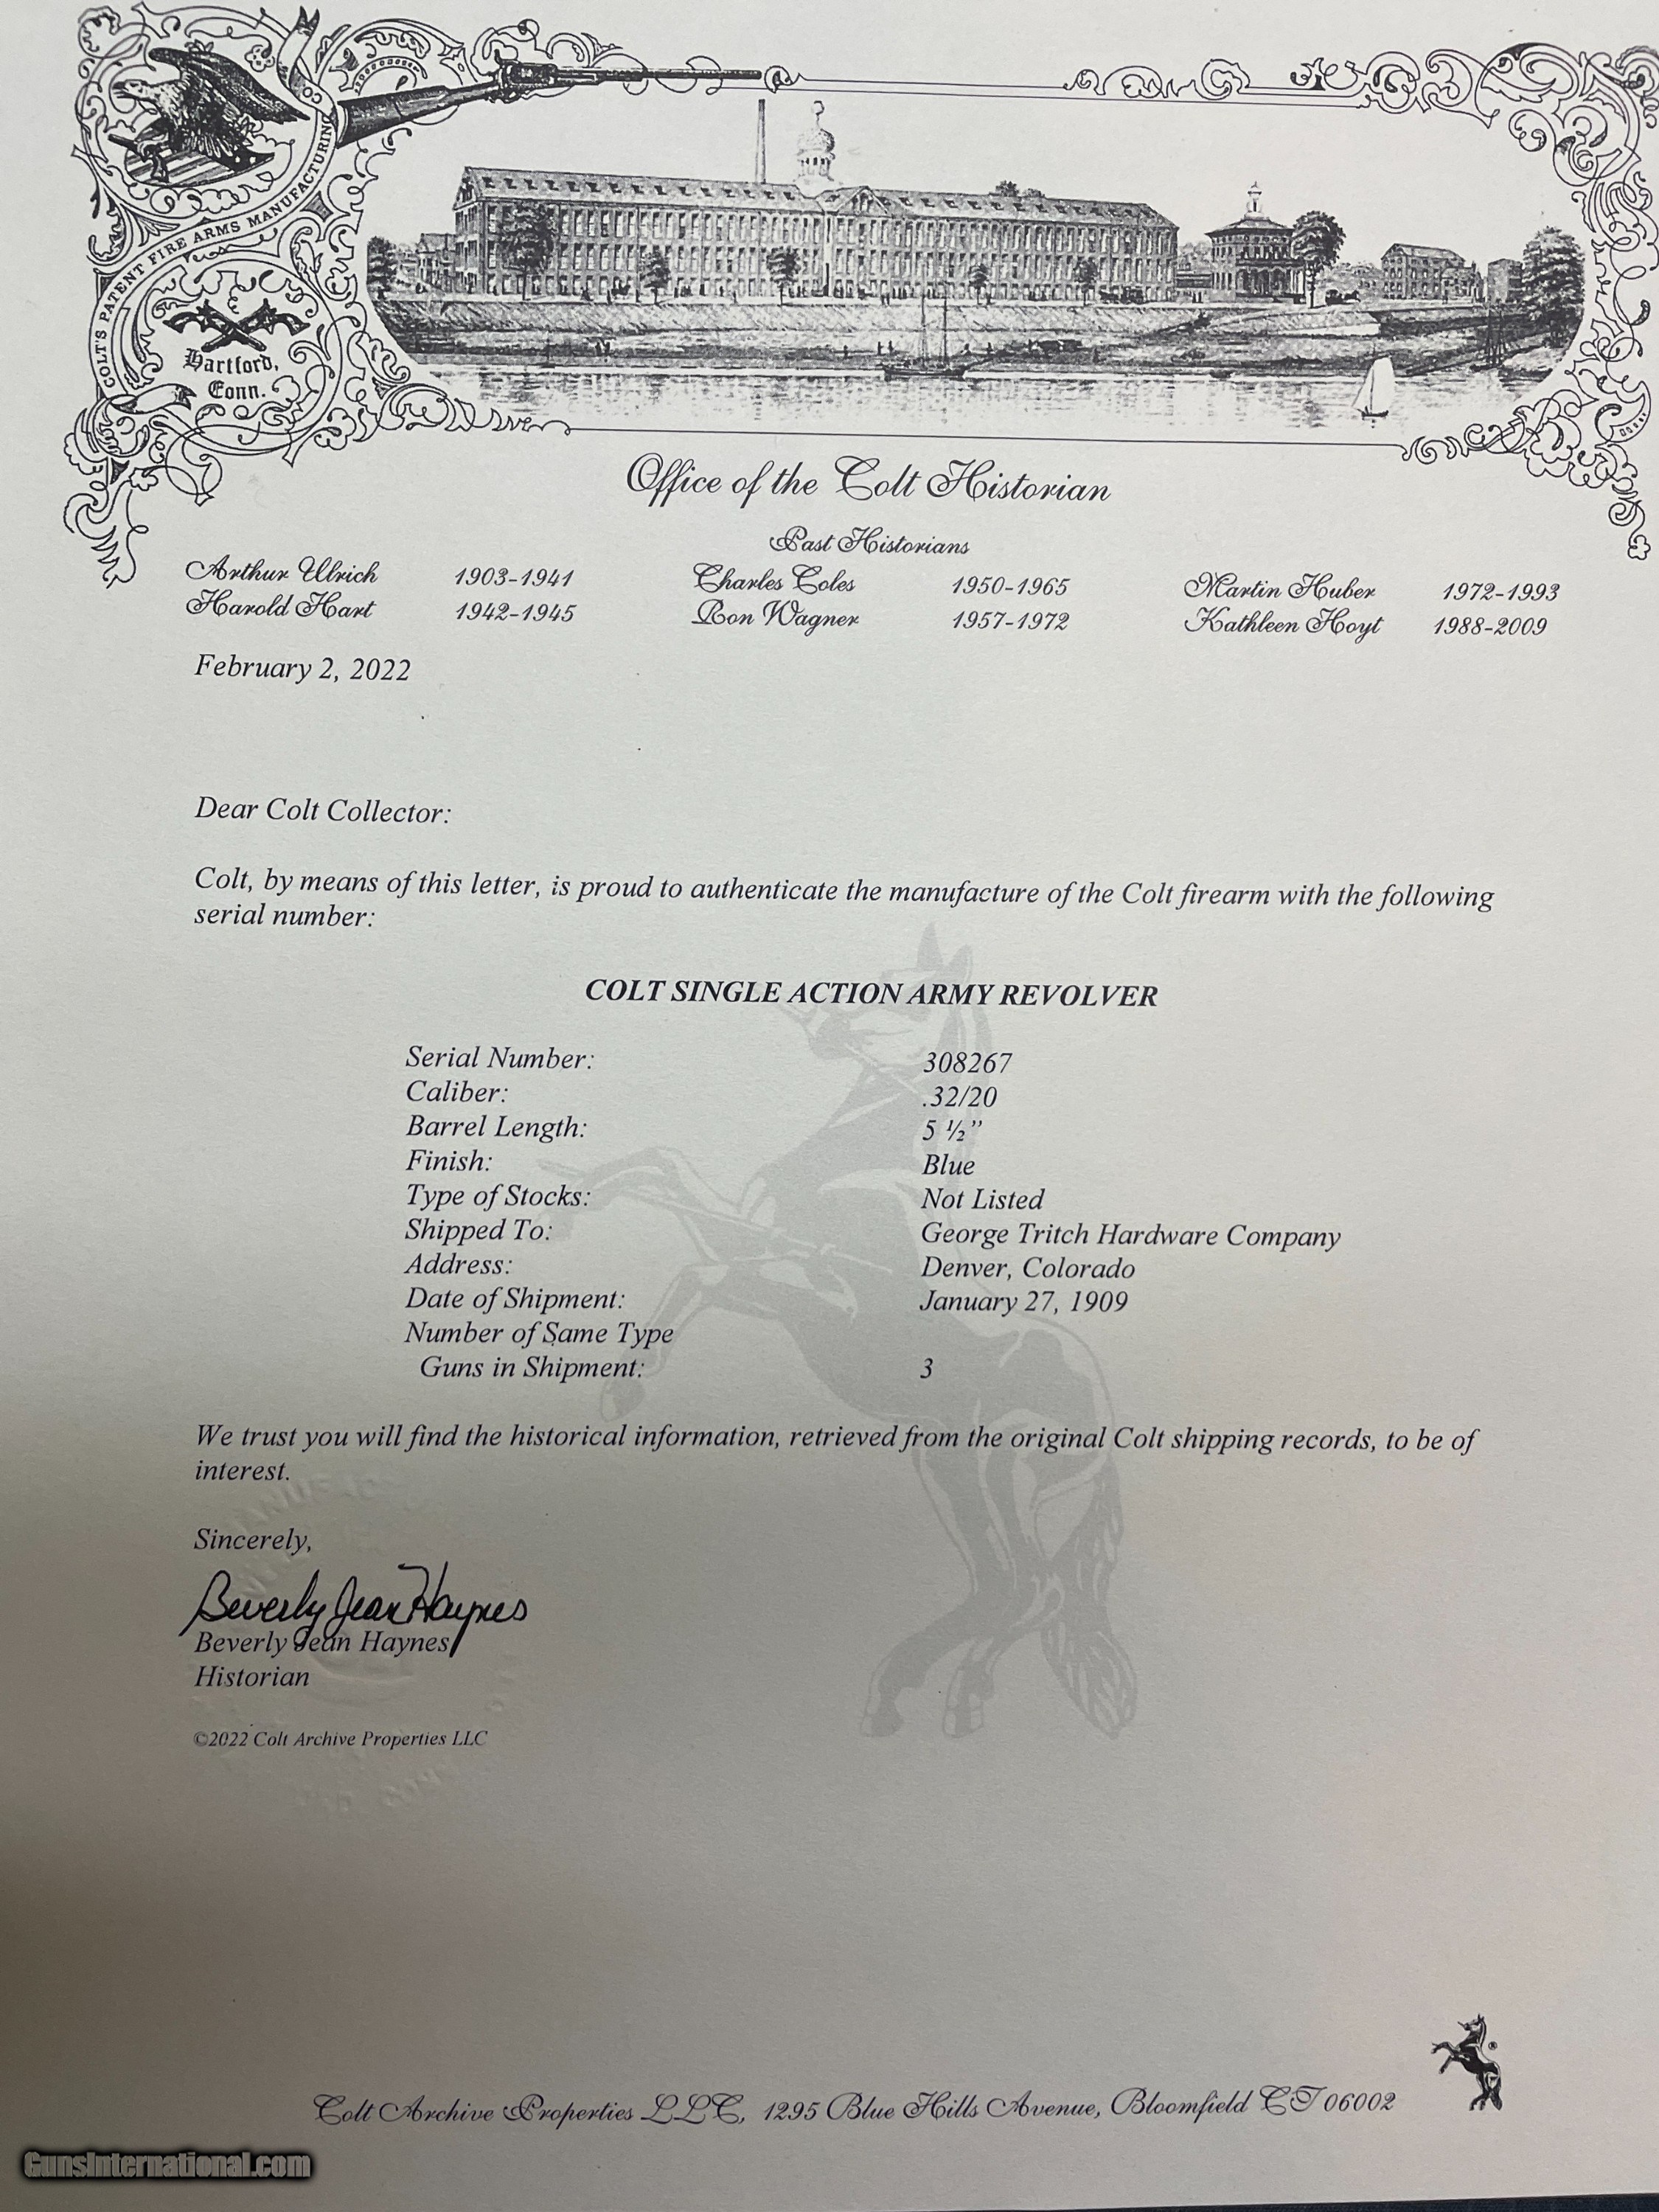 COLT'S PATENT FIRE ARMS MANUFACTURING CO
Hartford,
Conn.
Office of the Colt Historian
Past Historians
Arthur Ulrich 1903-1941 Charles Coles 1950-1965 Martin Huber 1972-1993
Harold Hart 1942-1945 Ron Wagner 1957-1972 Kathleen Hoyt 1988-2009
February 2, 2022
Dear Colt Collector:
Colt, by means of this letter, is proud to authenticate the manufacture of the Colt firearm with the following
serial number:
COLT SINGLE ACTION ARMY REVOLVER
Serial Number: 308267
Caliber: .32/20
Barrel Length: 5 ½”
Finish: Blue
Type of Stocks: Not Listed
Shipped To: George Tritch Hardware Company
Address: Denver, Colorado
Date of Shipment: January 27, 1909
Number of Same Type
Guns in Shipment: 3
We trust you will find the historical information, retrieved from the original Colt shipping records, to be of
interest.
Sincerely,
Beverly Jean Haynes
Beverly Jean Haynes
Historian
©2022 Colt Archive Properties LLC
Colt Archive Properties LLC, 1295 Blue Hills Avenue, Bloomfield CT 06002
GunsInternational.com